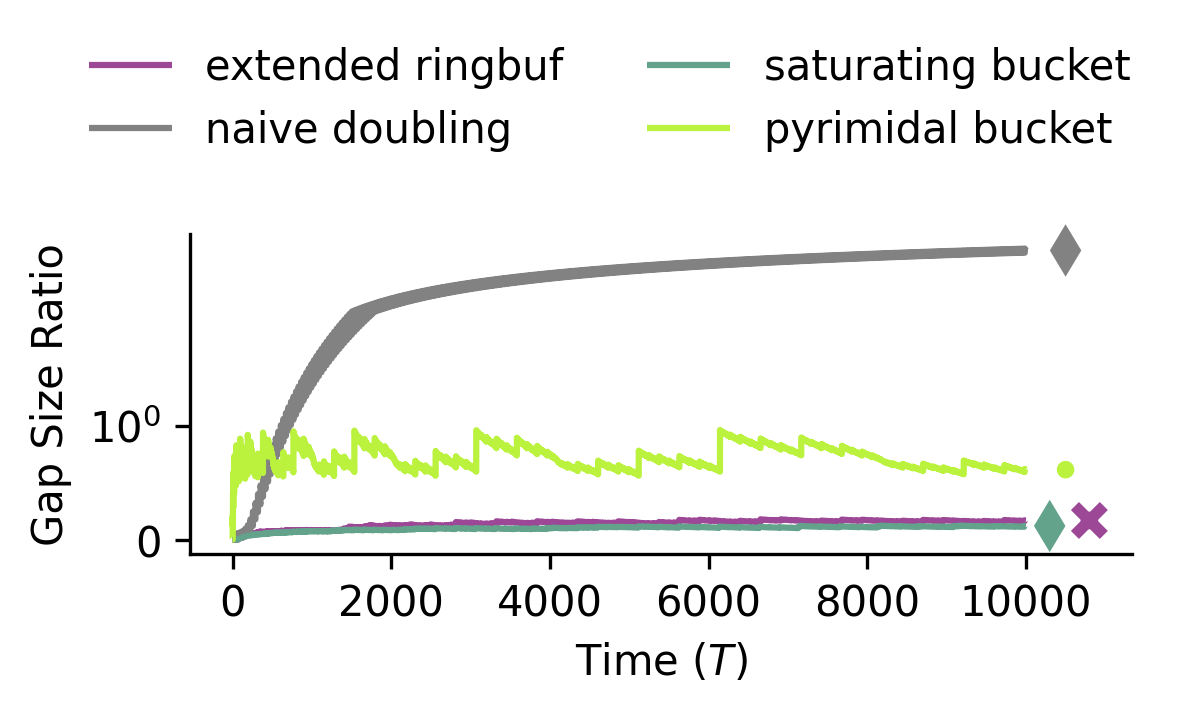 extended ringbuf
naive doubling
saturating bucket
pyrimidal bucket
Gap Size Ratio
10⁰
0
0 2000 4000 6000 8000 10000
Time (T)